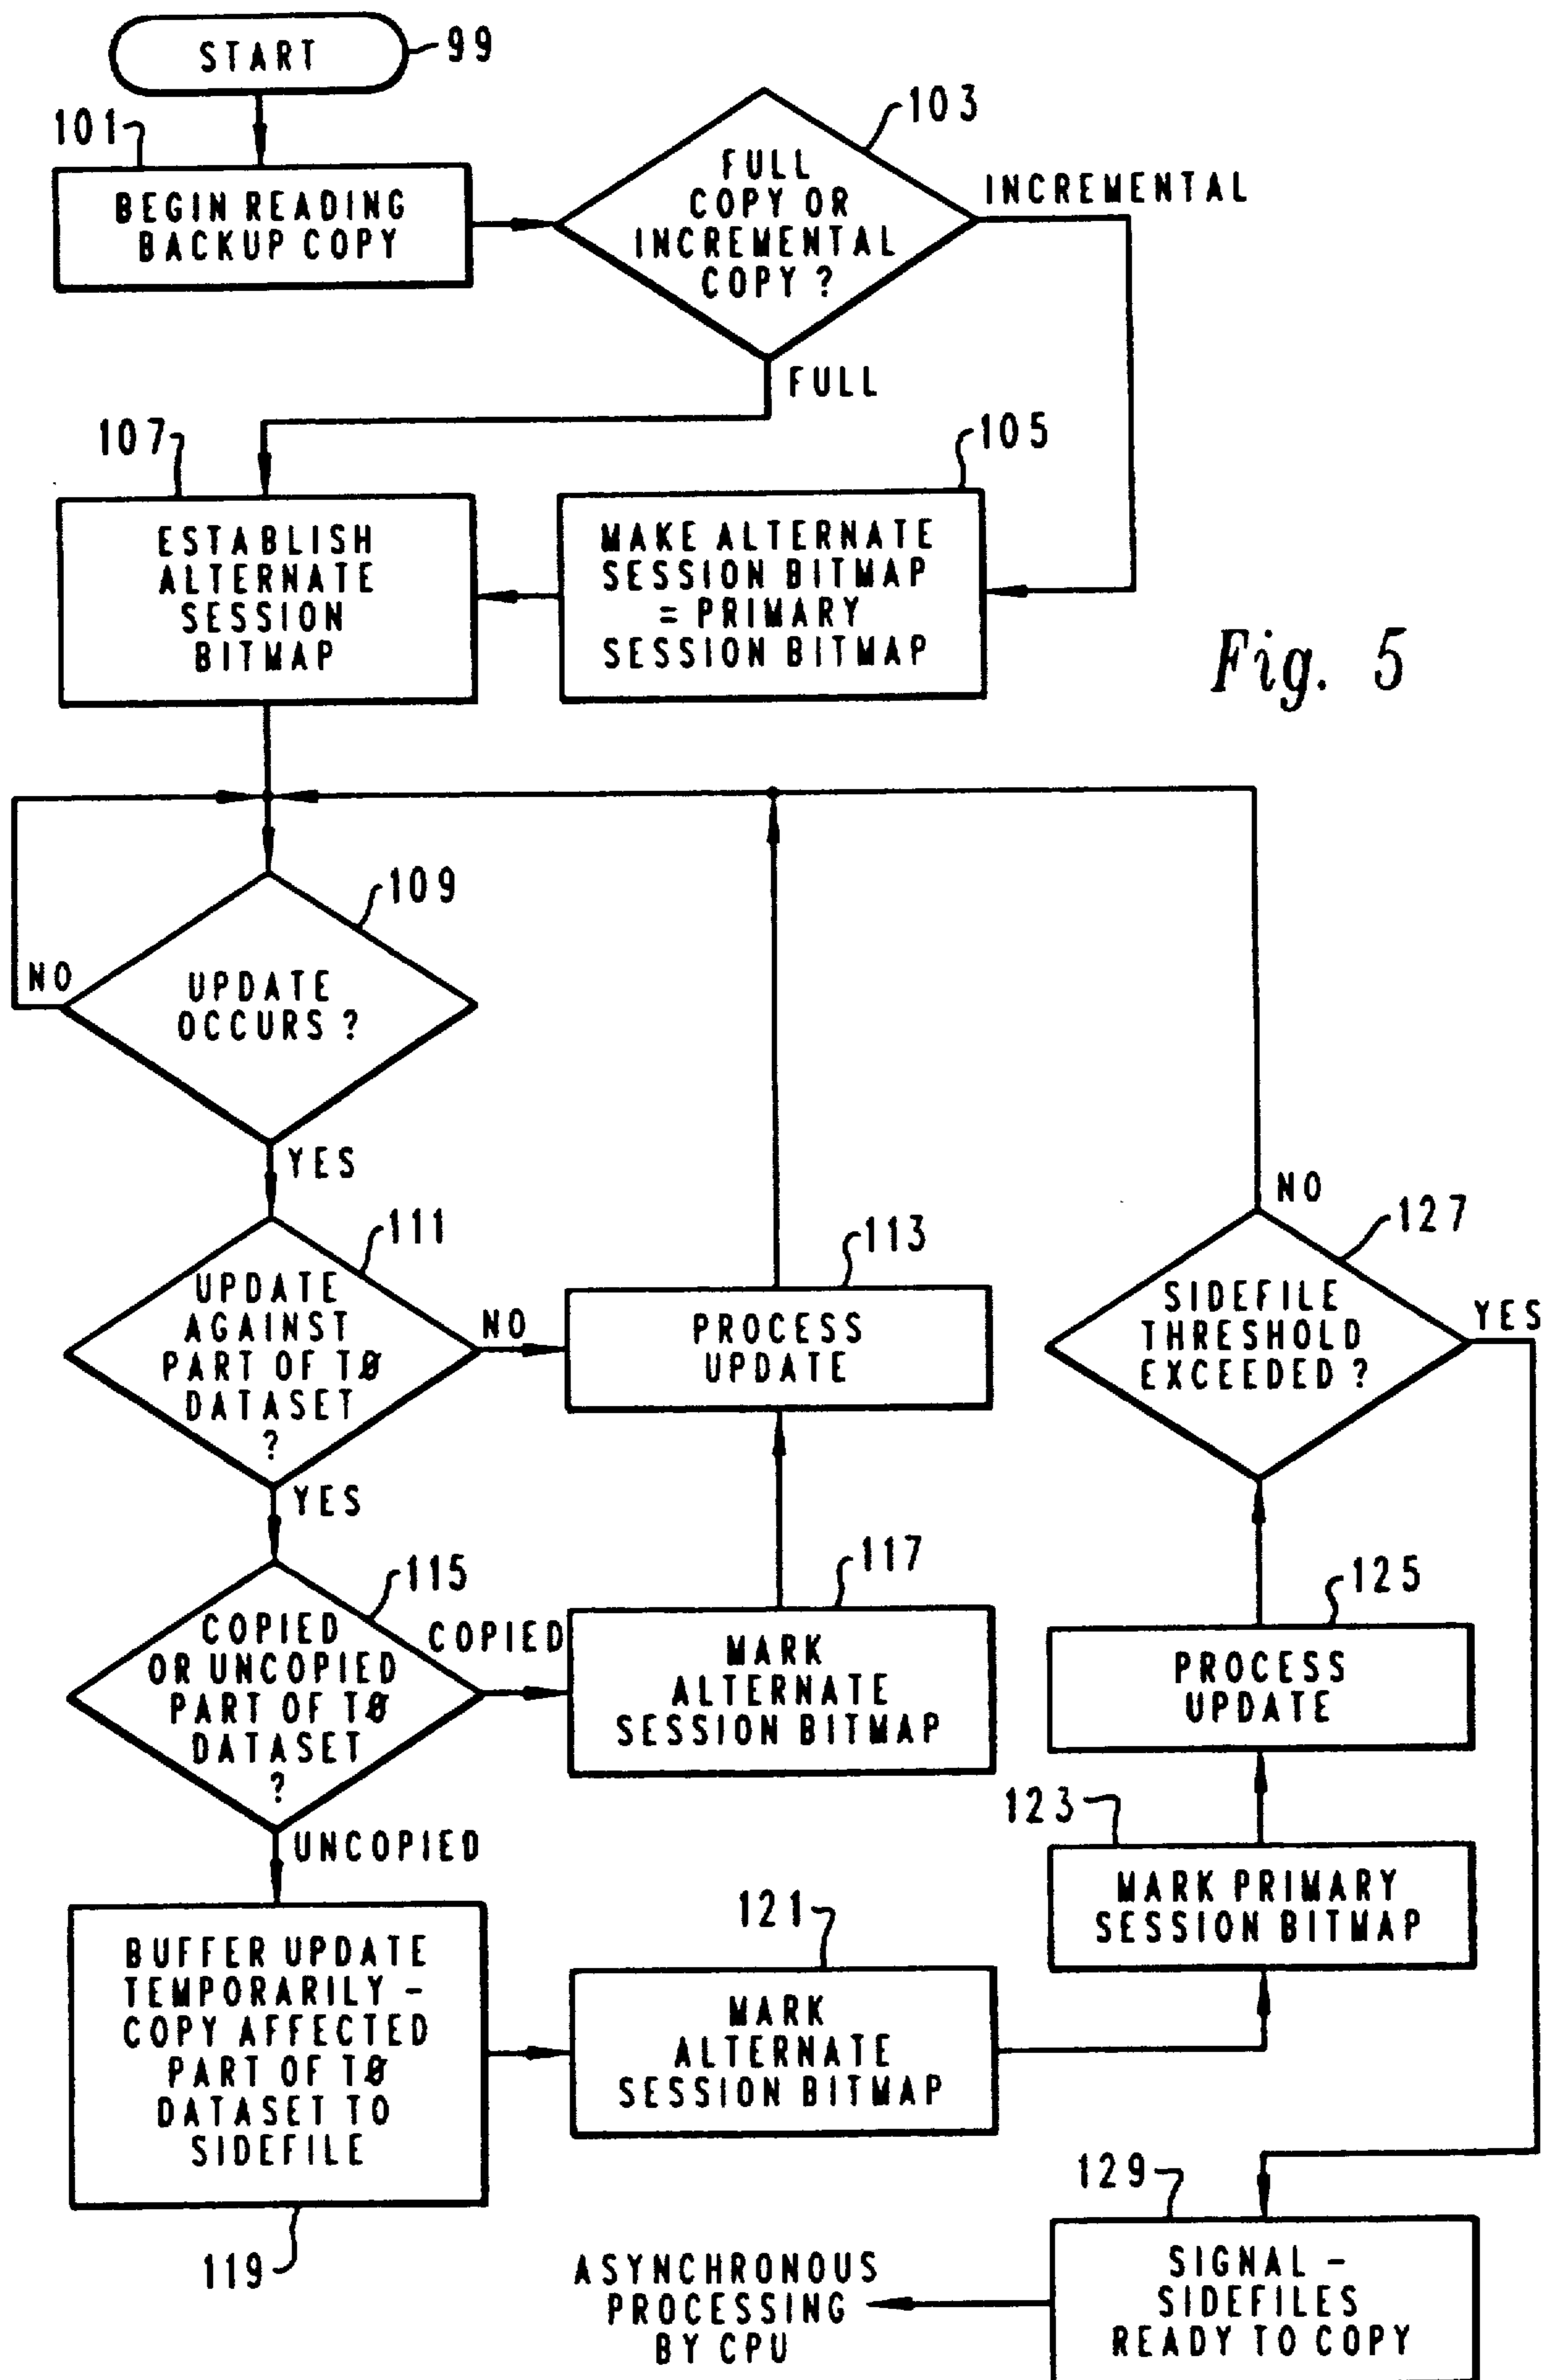 START
99
101
BEGIN READING
BACKUP COPY
103
FULL
COPY OR
INCREMENTAL
COPY ?
INCREMENTAL
FULL
107
ESTABLISH
ALTERNATE
SESSION
BITMAP
105
MAKE ALTERNATE
SESSION BITMAP
= PRIMARY
SESSION BITMAP
Fig. 5
109
NO
UPDATE
OCCURS ?
YES
111
UPDATE
AGAINST
PART OF T0
DATASET
?
NO
113
PROCESS
UPDATE
YES
115
COPIED
OR UNCOPIED
PART OF T0
DATASET
?
COPIED
117
MARK
ALTERNATE
SESSION BITMAP
UNCOPIED
BUFFER UPDATE
TEMPORARILY -
COPY AFFECTED
PART OF T0
DATASET TO
SIDEFILE
119
121
MARK
ALTERNATE
SESSION BITMAP
123
MARK PRIMARY
SESSION BITMAP
125
PROCESS
UPDATE
NO
127
SIDEFILE
THRESHOLD
EXCEEDED ?
YES
129
SIGNAL -
SIDEFILES
READY TO COPY
ASYNCHRONOUS
PROCESSING
BY CPU